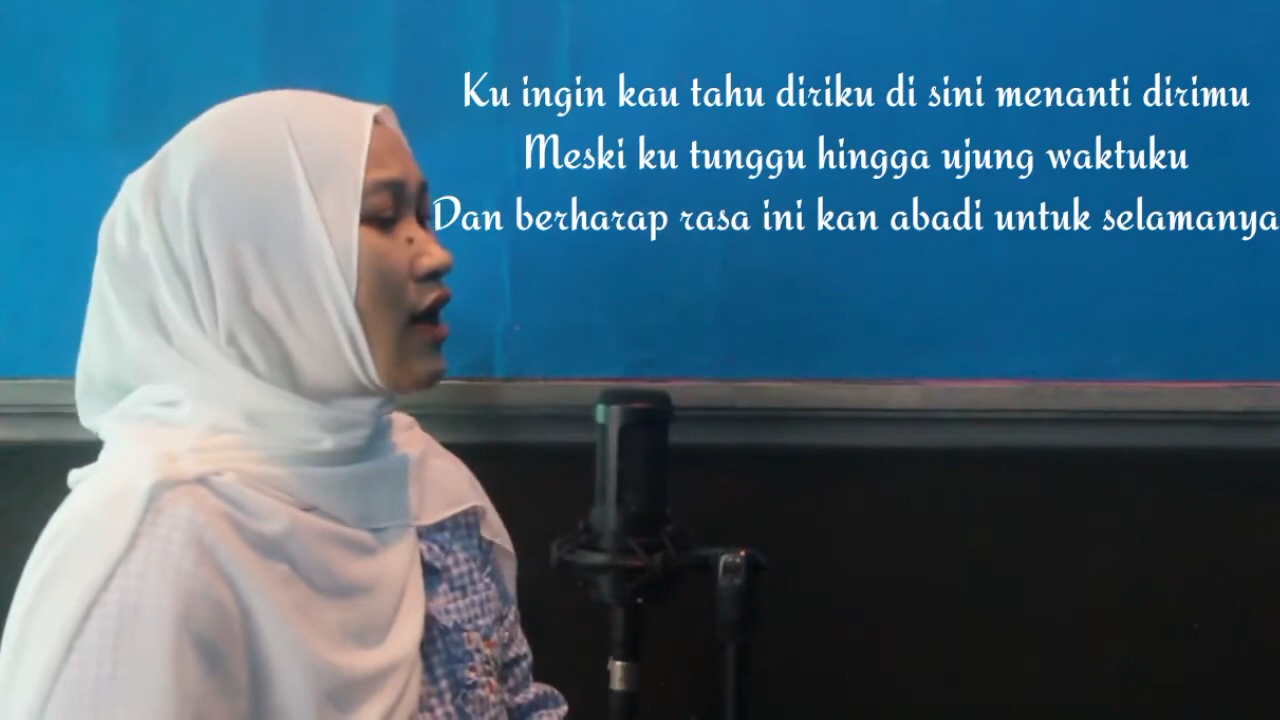 Ku ingin kau tahu diriku di sini menanti dirimu
Meski ku tunggu hingga ujung waktuku
Dan berharap rasa ini kan abadi untuk selamanya